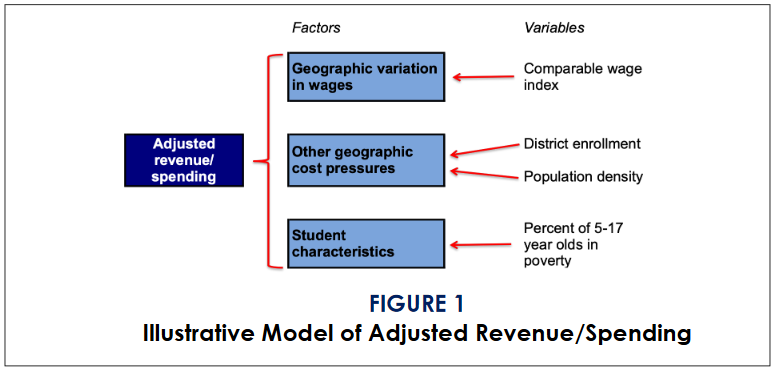 Factors
Variables
Geographic variation
in wages
Comparable wage
index
Adjusted
revenue/
spending
Other geographic
cost pressures
District enrollment
Population density
Student
characteristics
Percent of 5-17
year olds in
poverty
FIGURE 1
Illustrative Model of Adjusted Revenue/Spending